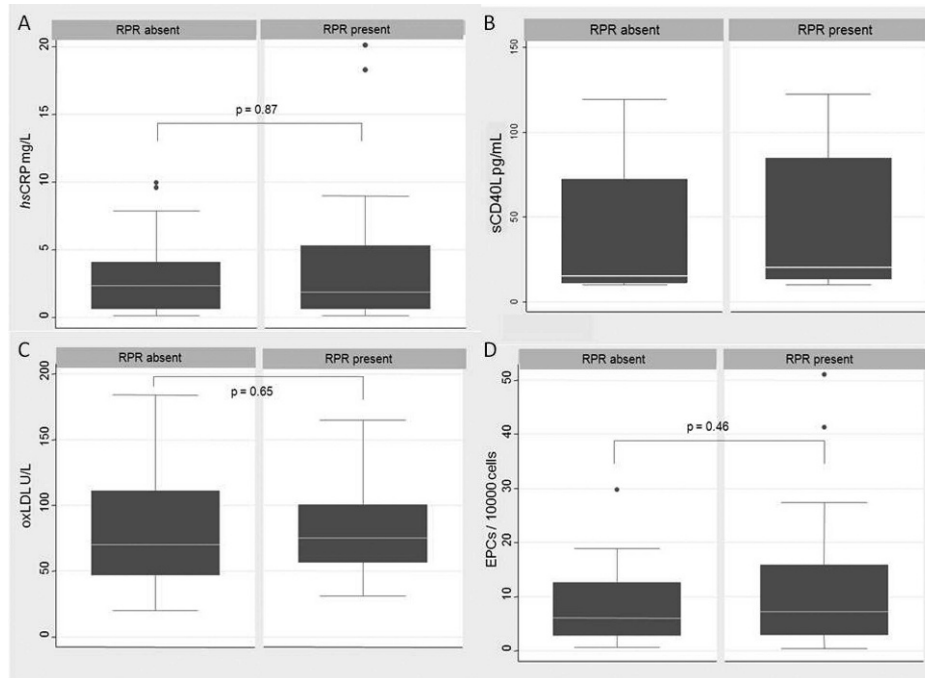 A
RPR absent RPR present
hsCRP mg/L
20
15
10
5
0
p = 0.87
B
RPR absent RPR present
sCD40L pg/mL
150
100
50
0
C
RPR absent RPR present
oxLDL U/L
200
150
100
50
0
p = 0.65
D
RPR absent RPR present
EPCs / 10000 cells
50
40
30
20
10
0
p = 0.46